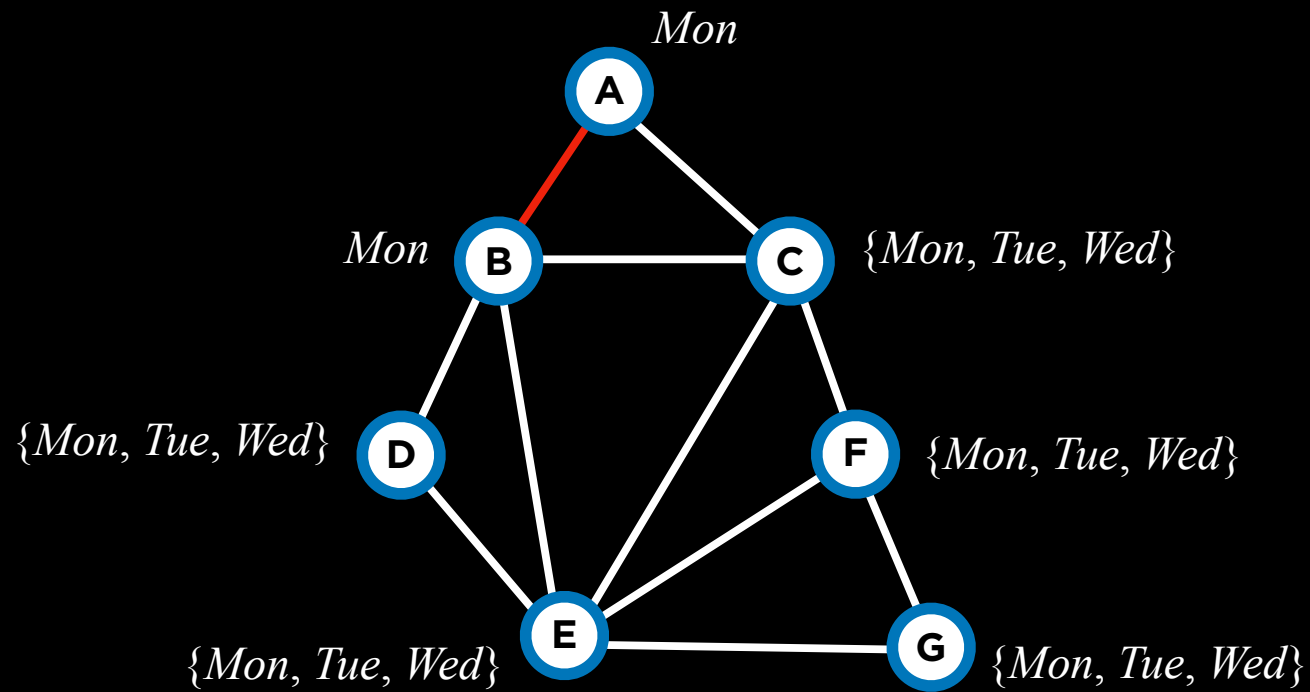 Mon
A
Mon B C {Mon, Tue, Wed}
{Mon, Tue, Wed} D F {Mon, Tue, Wed}
{Mon, Tue, Wed} E G {Mon, Tue, Wed}